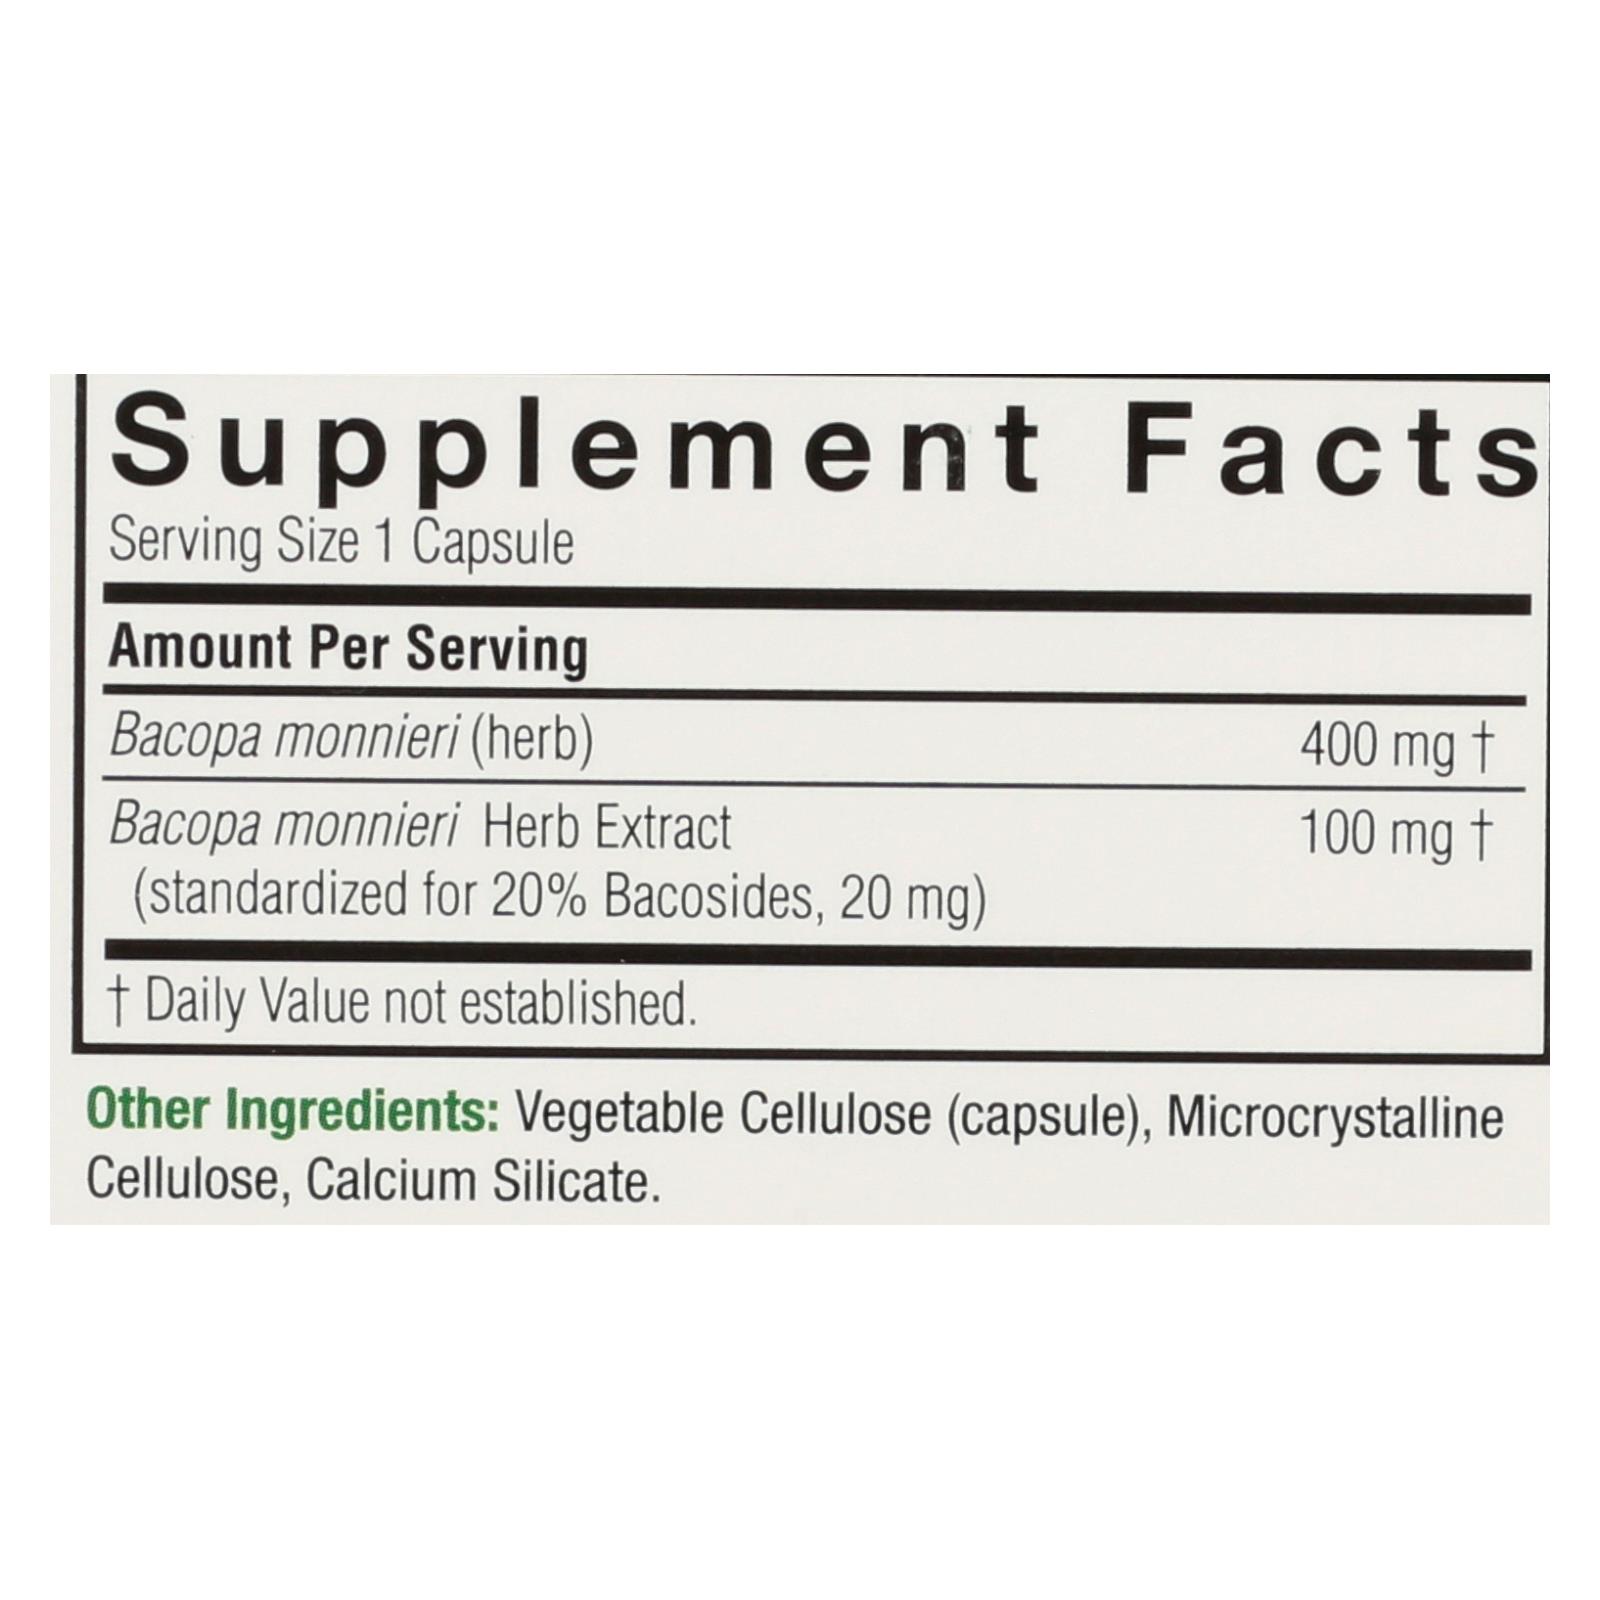 Supplement Facts
Serving Size 1 Capsule
Amount Per Serving
Bacopa monnieri (herb) 400 mg †
Bacopa monnieri Herb Extract 100 mg †
(standardized for 20% Bacosides, 20 mg)
† Daily Value not established.
Other Ingredients: Vegetable Cellulose (capsule), Microcrystalline
Cellulose, Calcium Silicate.